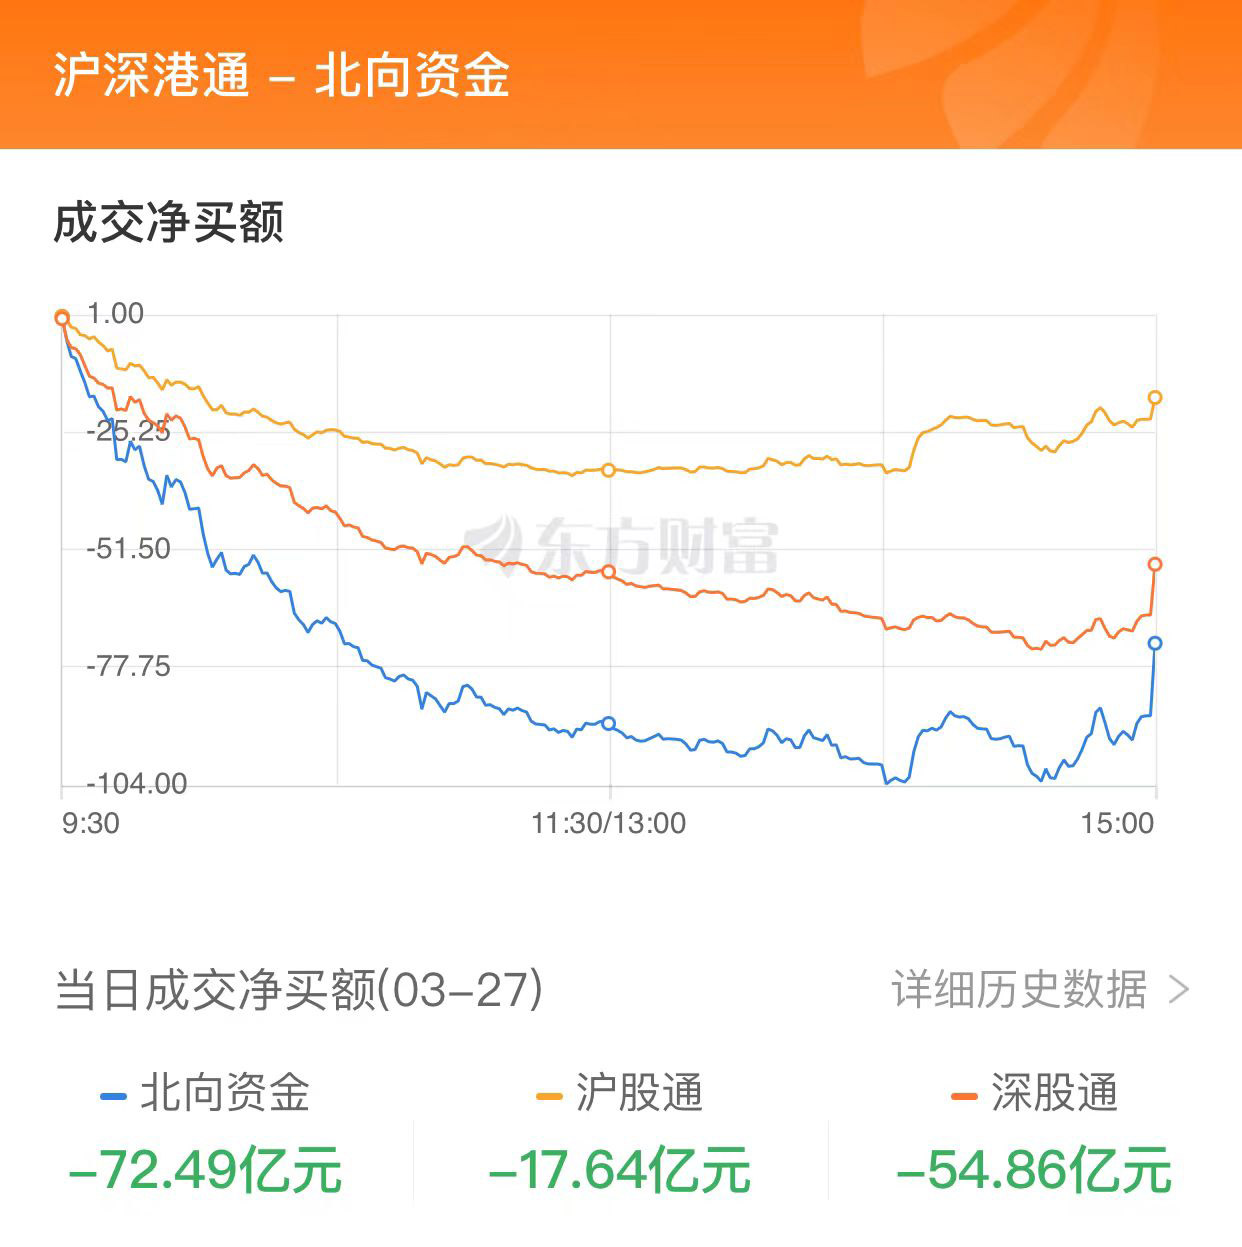 沪深港通 – 北向资金
成交净买额
1.00
-25.25
-51.50
东方财富
-77.75
-104.00
9:30 11:30/13:00 15:00
当日成交净买额(03-27) 详细历史数据 >
北向资金 沪股通 深股通
-72.49亿元 -17.64亿元 -54.86亿元